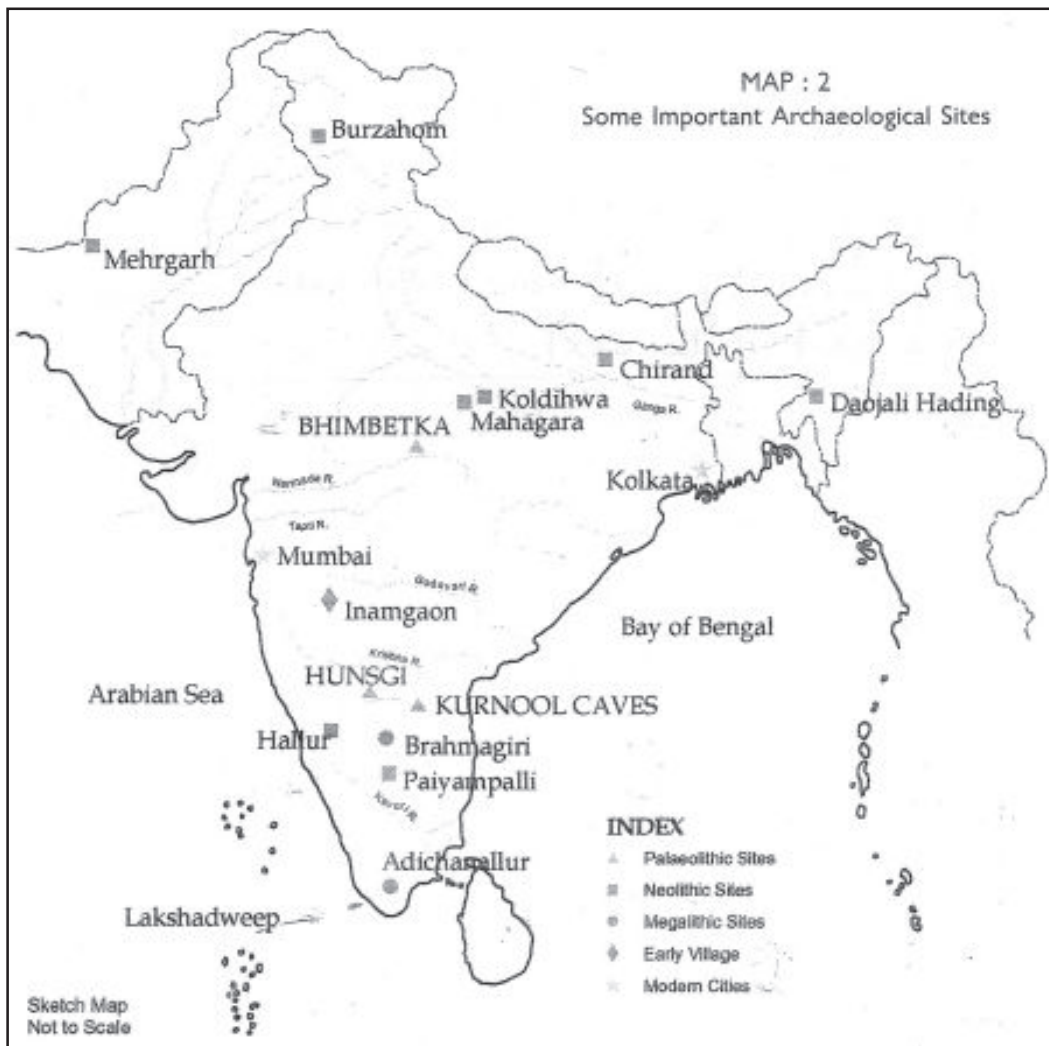 MAP : 2
Some Important Archaeological Sites
Burzahom
Mehrgarh
Chirand
Koldihwa
Mahagara
Daojali Hading
Ganga R.
BHIMBETKA
Kolkata
Narmada R.
Tapti R.
Mumbai
Godavari R.
Inamgaon
Bay of Bengal
Krishna R.
HUNSGI
Arabian Sea
KURNOOL CAVES
Hallur
Brahmagiri
Paiyampalli
Kaveri R.
INDEX
Palaeolithic Sites
Neolithic Sites
Megalithic Sites
Early Village
Modern Cities
Adichanallur
Lakshadweep
Sketch Map
Not to Scale